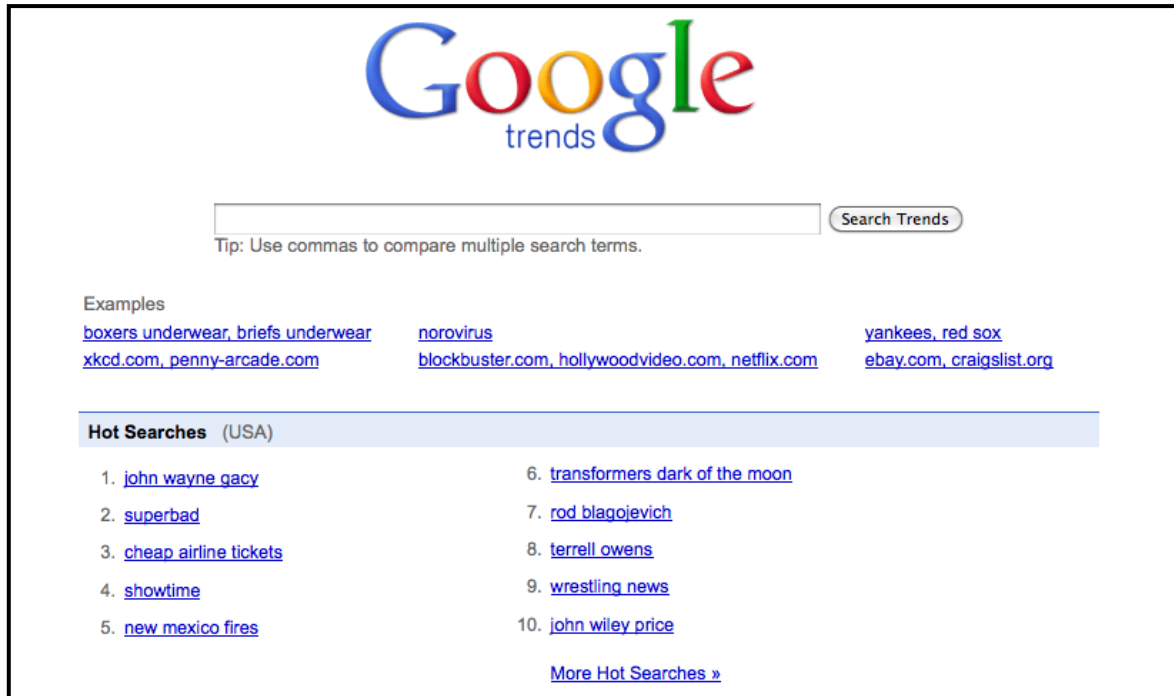 Google
trends
Search Trends
Tip: Use commas to compare multiple search terms.
Examples
boxers underwear, briefs underwear norovirus yankees, red sox
xkcd.com, penny-arcade.com blockbuster.com, hollywoodvideo.com, netflix.com ebay.com, craigslist.org
Hot Searches (USA)
1. john wayne gacy
2. superbad
3. cheap airline tickets
4. showtime
5. new mexico fires
6. transformers dark of the moon
7. rod blagojevich
8. terrell owens
9. wrestling news
10. john wiley price
More Hot Searches »